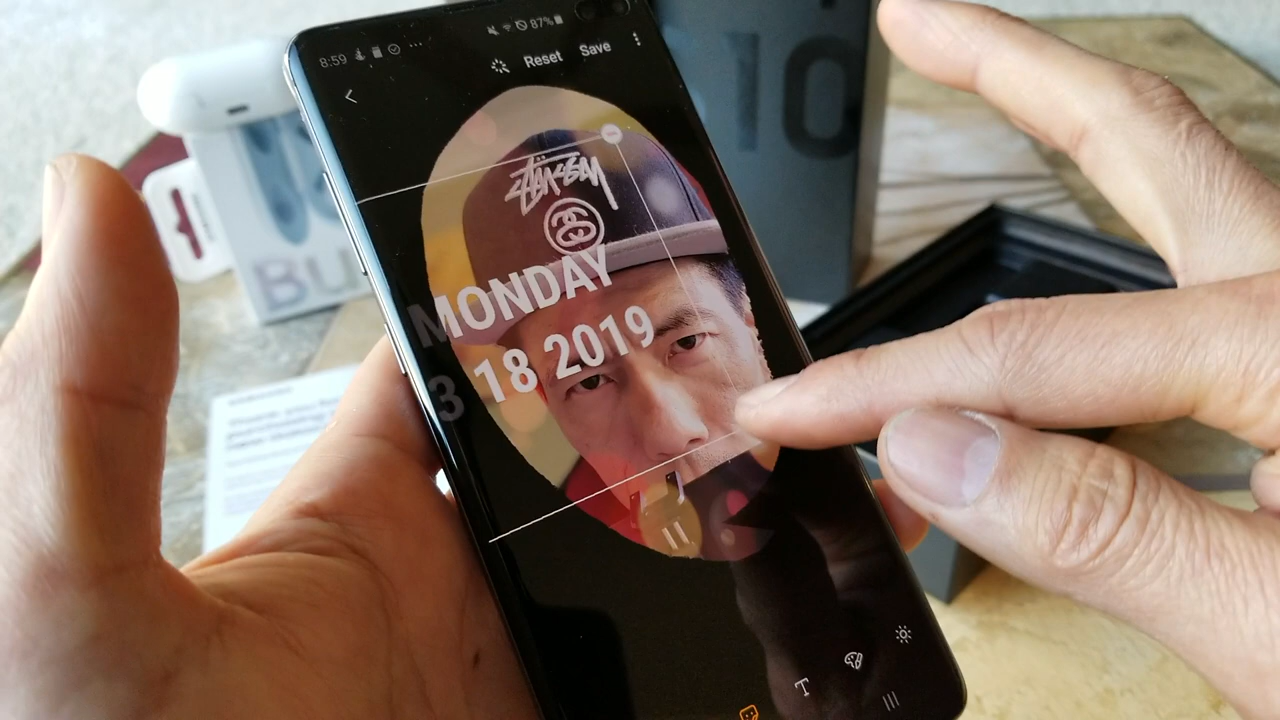 8:59
87%
Reset Save
STÜSSY
MONDAY
3 18 2019
10
BU
T